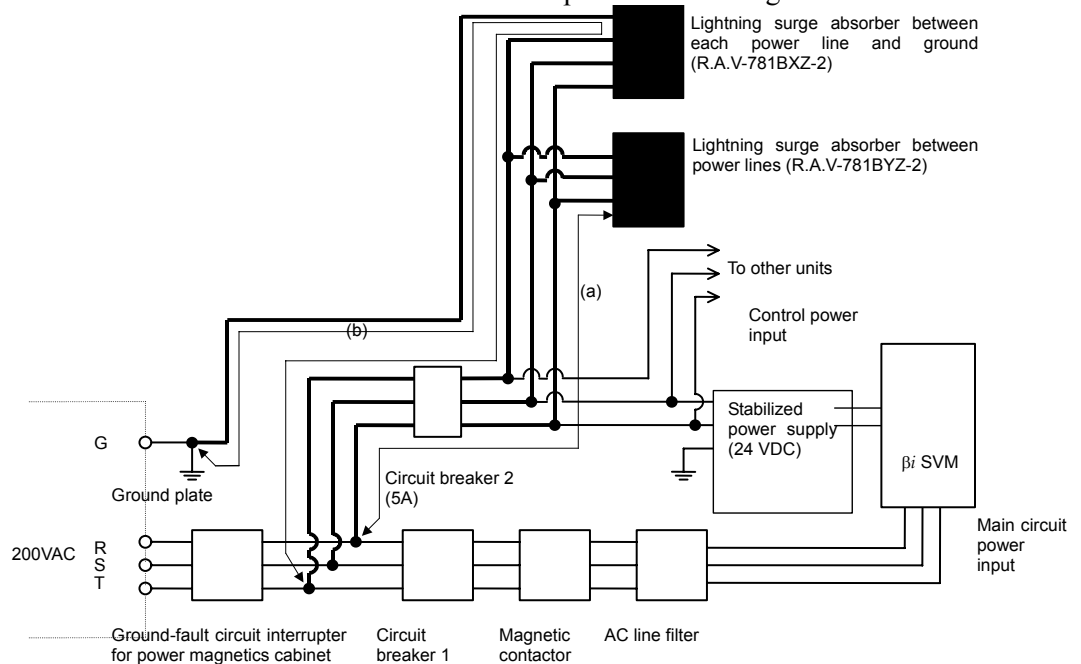 Lightning surge absorber between
each power line and ground
(R.A.V-781BXZ-2)
Lightning surge absorber between
power lines (R.A.V-781BYZ-2)
To other units
(a)
Control power
input
(b)
Stabilized
power supply
(24 VDC)
βi SVM
G
Ground plate
Circuit breaker 2
(5A)
Main circuit
power
input
200VAC
R
S
T
Ground-fault circuit interrupter
for power magnetics cabinet
Circuit
breaker 1
Magnetic
contactor
AC line filter